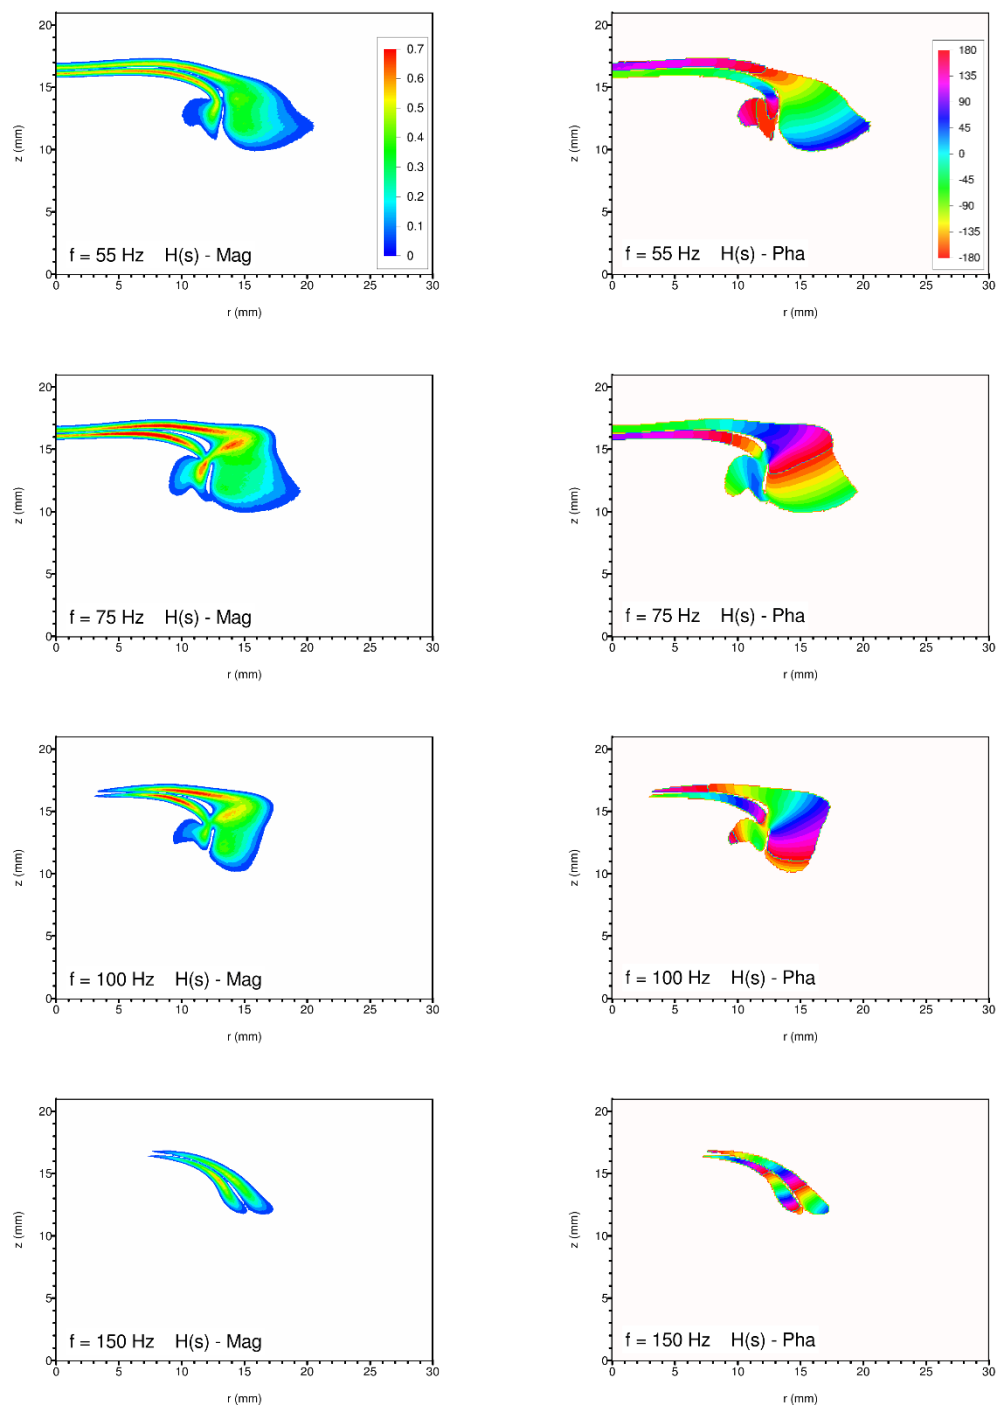 20
15
10
5
0
z (mm)
0.7
0.6
0.5
0.4
0.3
0.2
0.1
0
f = 55 Hz H(s) - Mag
0 5 10 15 20 25 30
r (mm)
20
15
10
5
0
z (mm)
180
135
90
45
0
-45
-90
-135
-180
f = 55 Hz H(s) - Pha
0 5 10 15 20 25 30
r (mm)
20
15
10
5
0
z (mm)
f = 75 Hz H(s) - Mag
0 5 10 15 20 25 30
r (mm)
20
15
10
5
0
z (mm)
f = 75 Hz H(s) - Pha
0 5 10 15 20 25 30
r (mm)
20
15
10
5
0
z (mm)
f = 100 Hz H(s) - Mag
0 5 10 15 20 25 30
r (mm)
20
15
10
5
0
z (mm)
f = 100 Hz H(s) - Pha
0 5 10 15 20 25 30
r (mm)
20
15
10
5
0
z (mm)
f = 150 Hz H(s) - Mag
0 5 10 15 20 25 30
r (mm)
20
15
10
5
0
z (mm)
f = 150 Hz H(s) - Pha
0 5 10 15 20 25 30
r (mm)